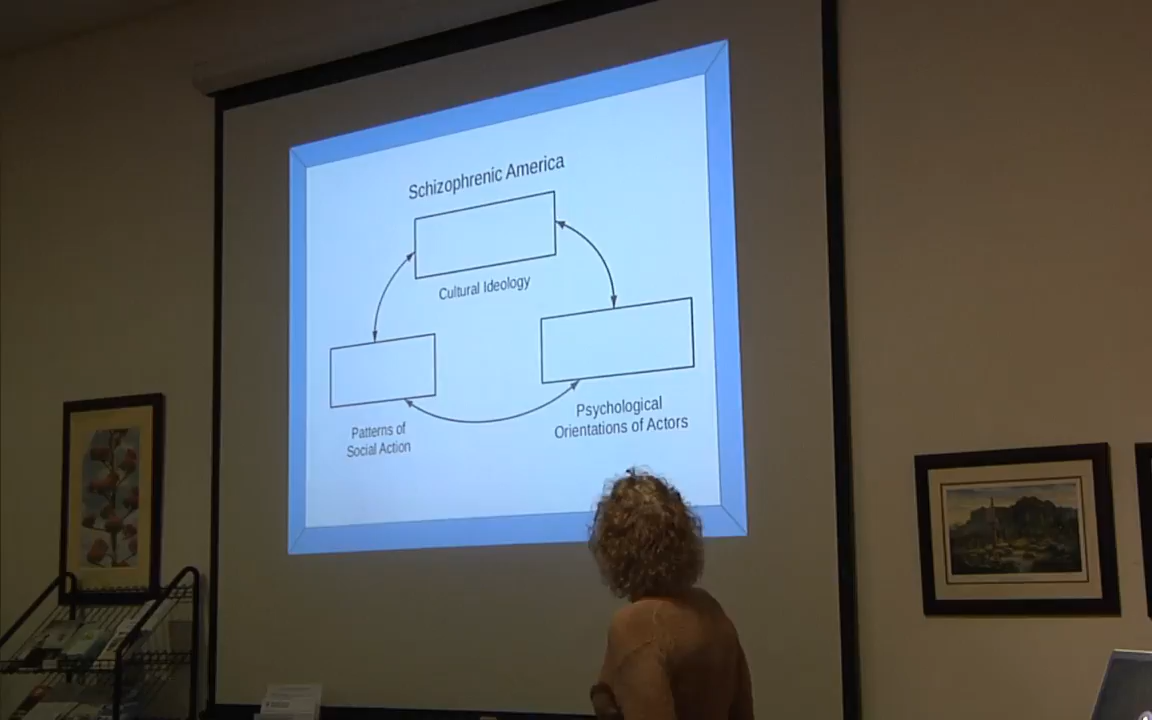 Schizophrenic America
Cultural Ideology
Patterns of
Social Action
Psychological
Orientations of Actors